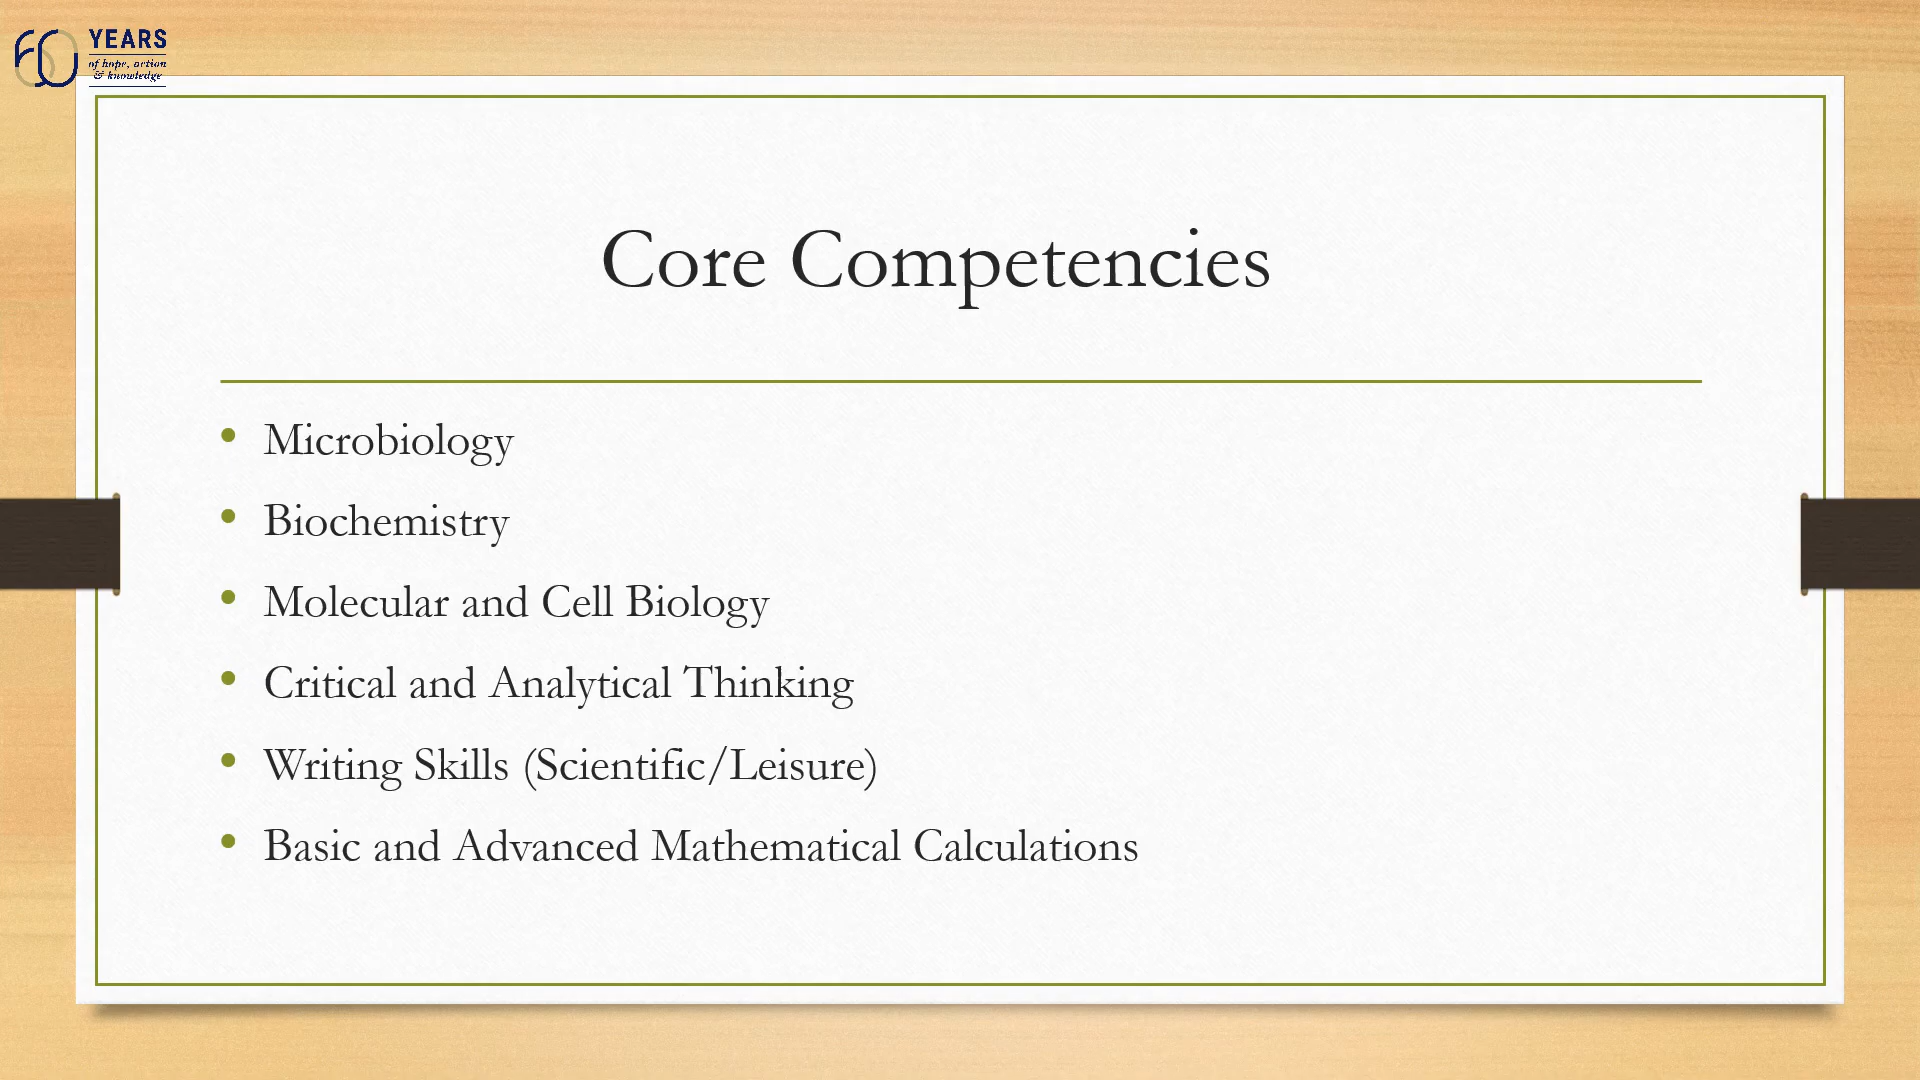 60 YEARS
of hope, action
& knowledge
Core Competencies
• Microbiology
• Biochemistry
• Molecular and Cell Biology
• Critical and Analytical Thinking
• Writing Skills (Scientific/Leisure)
• Basic and Advanced Mathematical Calculations